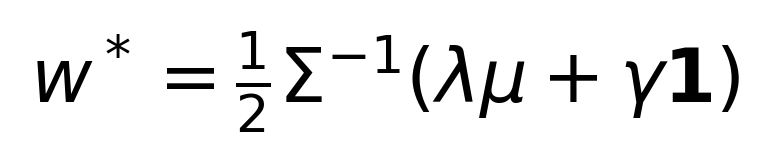 w* = ½Σ⁻¹(λμ + γ𝟏)